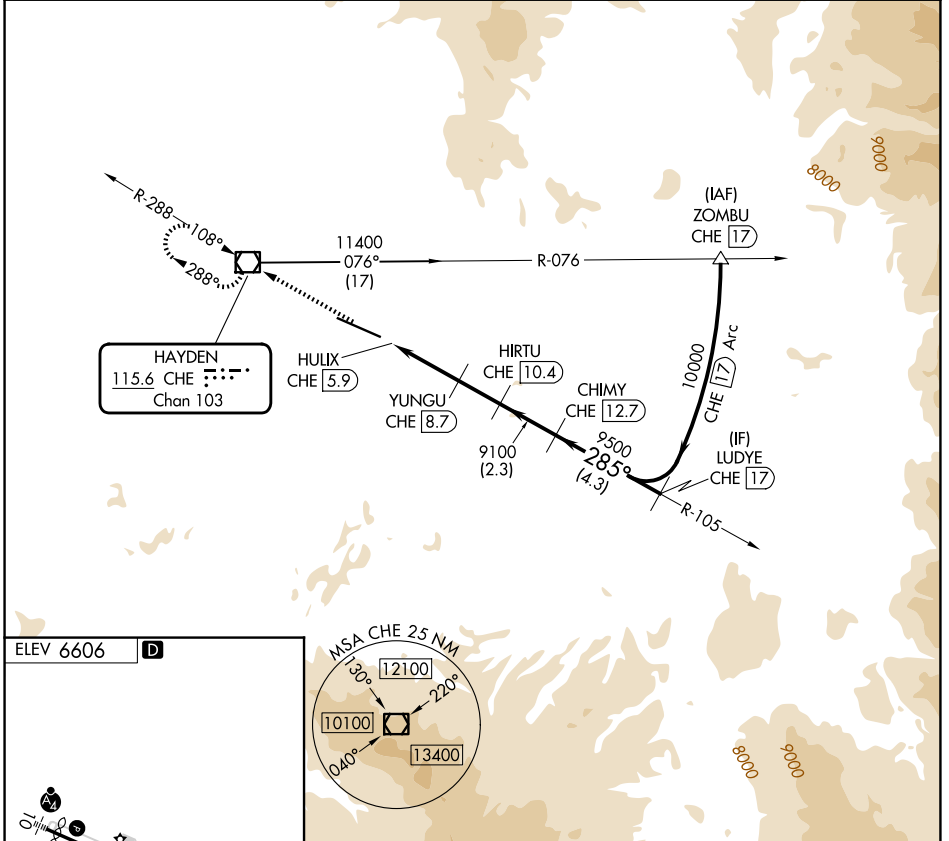 9000
8000
(IAF)
ZOMBU
CHE 17
R-288
108°
288°
11400
076°
(17)
R-076
HAYDEN
115.6 CHE
Chan 103
HULIX
CHE 5.9
YUNGU
CHE 8.7
HIRTU
CHE 10.4
CHIMY
CHE 12.7
10000
CHE 17 Arc
9100
(2.3)
9500
285°
(4.3)
(IF)
LUDYE
CHE 17
R-105
ELEV 6606 D
MSA CHE 25 NM
130°
12100
220°
10100
040°
13400
8000
9000
A4
P
10